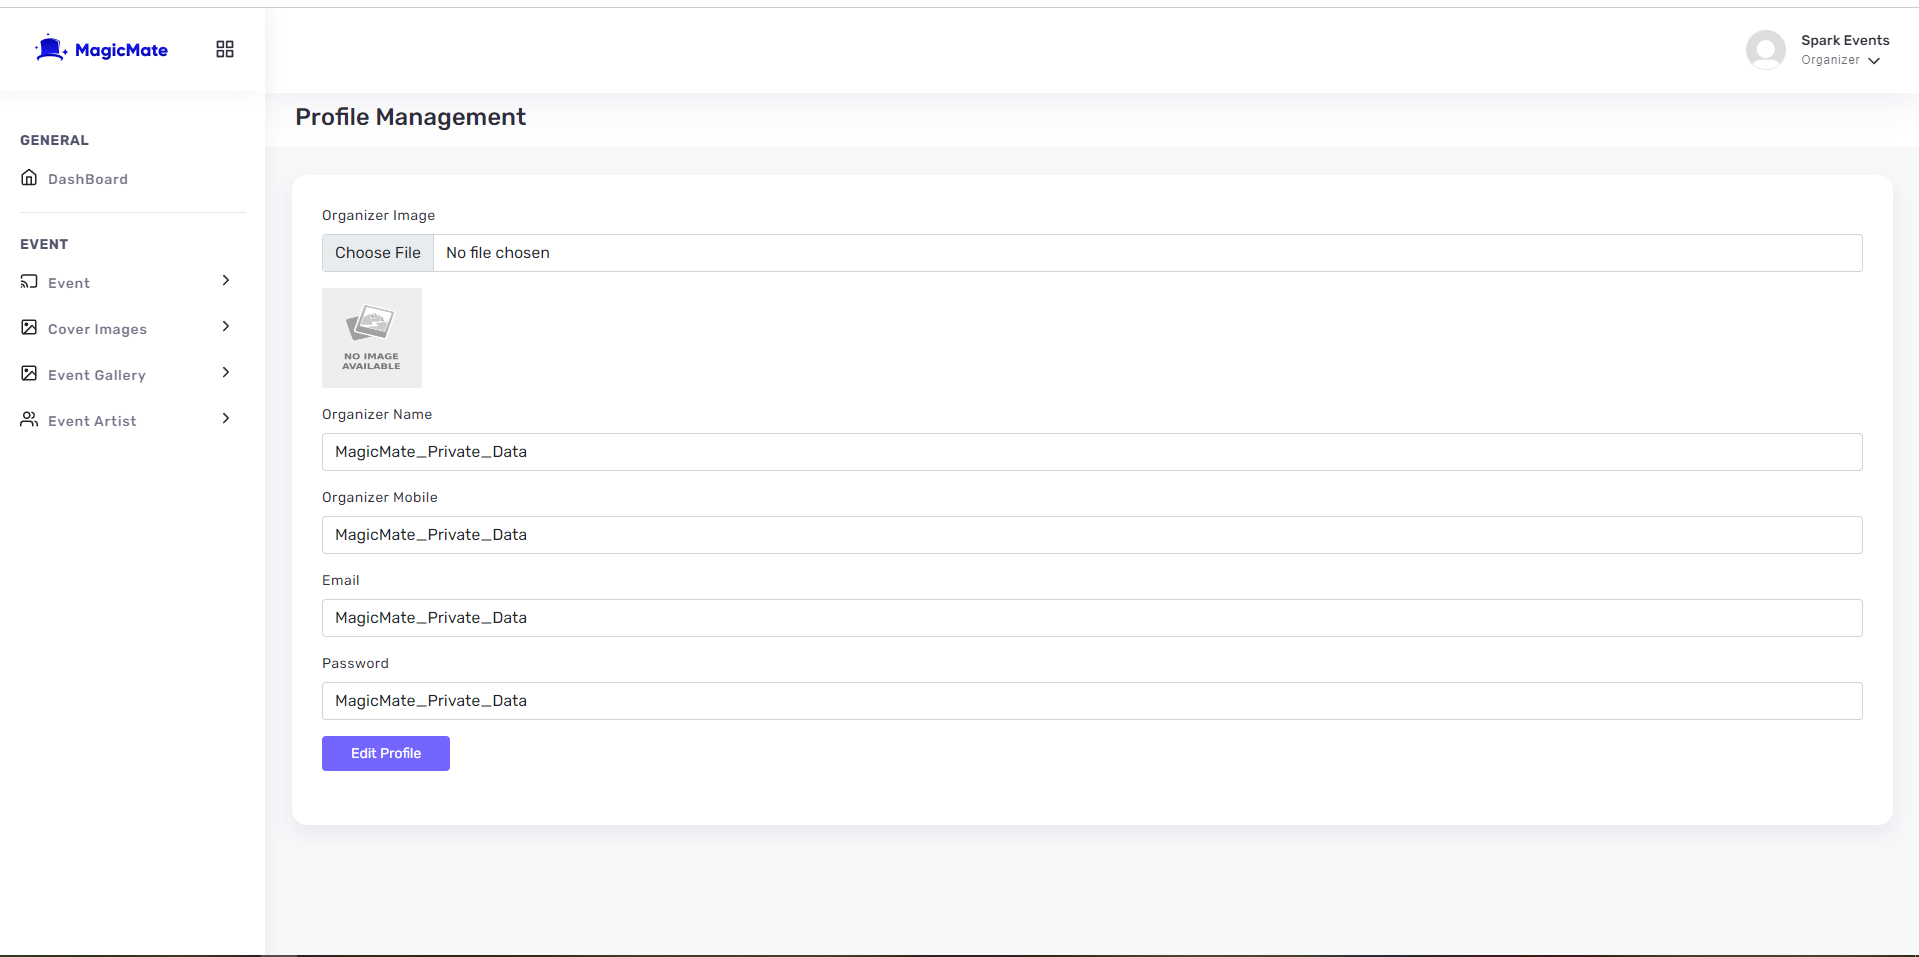 MagicMate
Spark Events
Organizer
Profile Management
GENERAL
DashBoard
EVENT
Event
Cover Images
Event Gallery
Event Artist
Organizer Image
Choose File No file chosen
NO IMAGE
AVAILABLE
Organizer Name
MagicMate_Private_Data
Organizer Mobile
MagicMate_Private_Data
Email
MagicMate_Private_Data
Password
MagicMate_Private_Data
Edit Profile